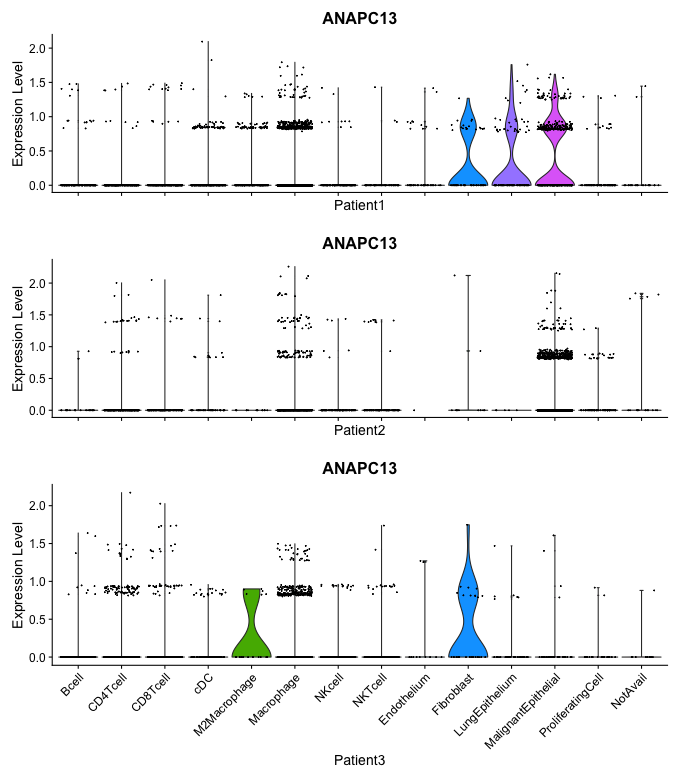 ANAPC13
Expression Level
2.0
1.5
1.0
0.5
0.0
Patient1
ANAPC13
Expression Level
2.0
1.5
1.0
0.5
0.0
Patient2
ANAPC13
Expression Level
2.0
1.5
1.0
0.5
0.0
Bcell
CD4Tcell
CD8Tcell
cDC
M2Macrophage
Macrophage
NKcell
NKTcell
Endothelium
Fibroblast
LungEpithelium
MalignantEpithelial
ProliferatingCell
NotAvail
Patient3